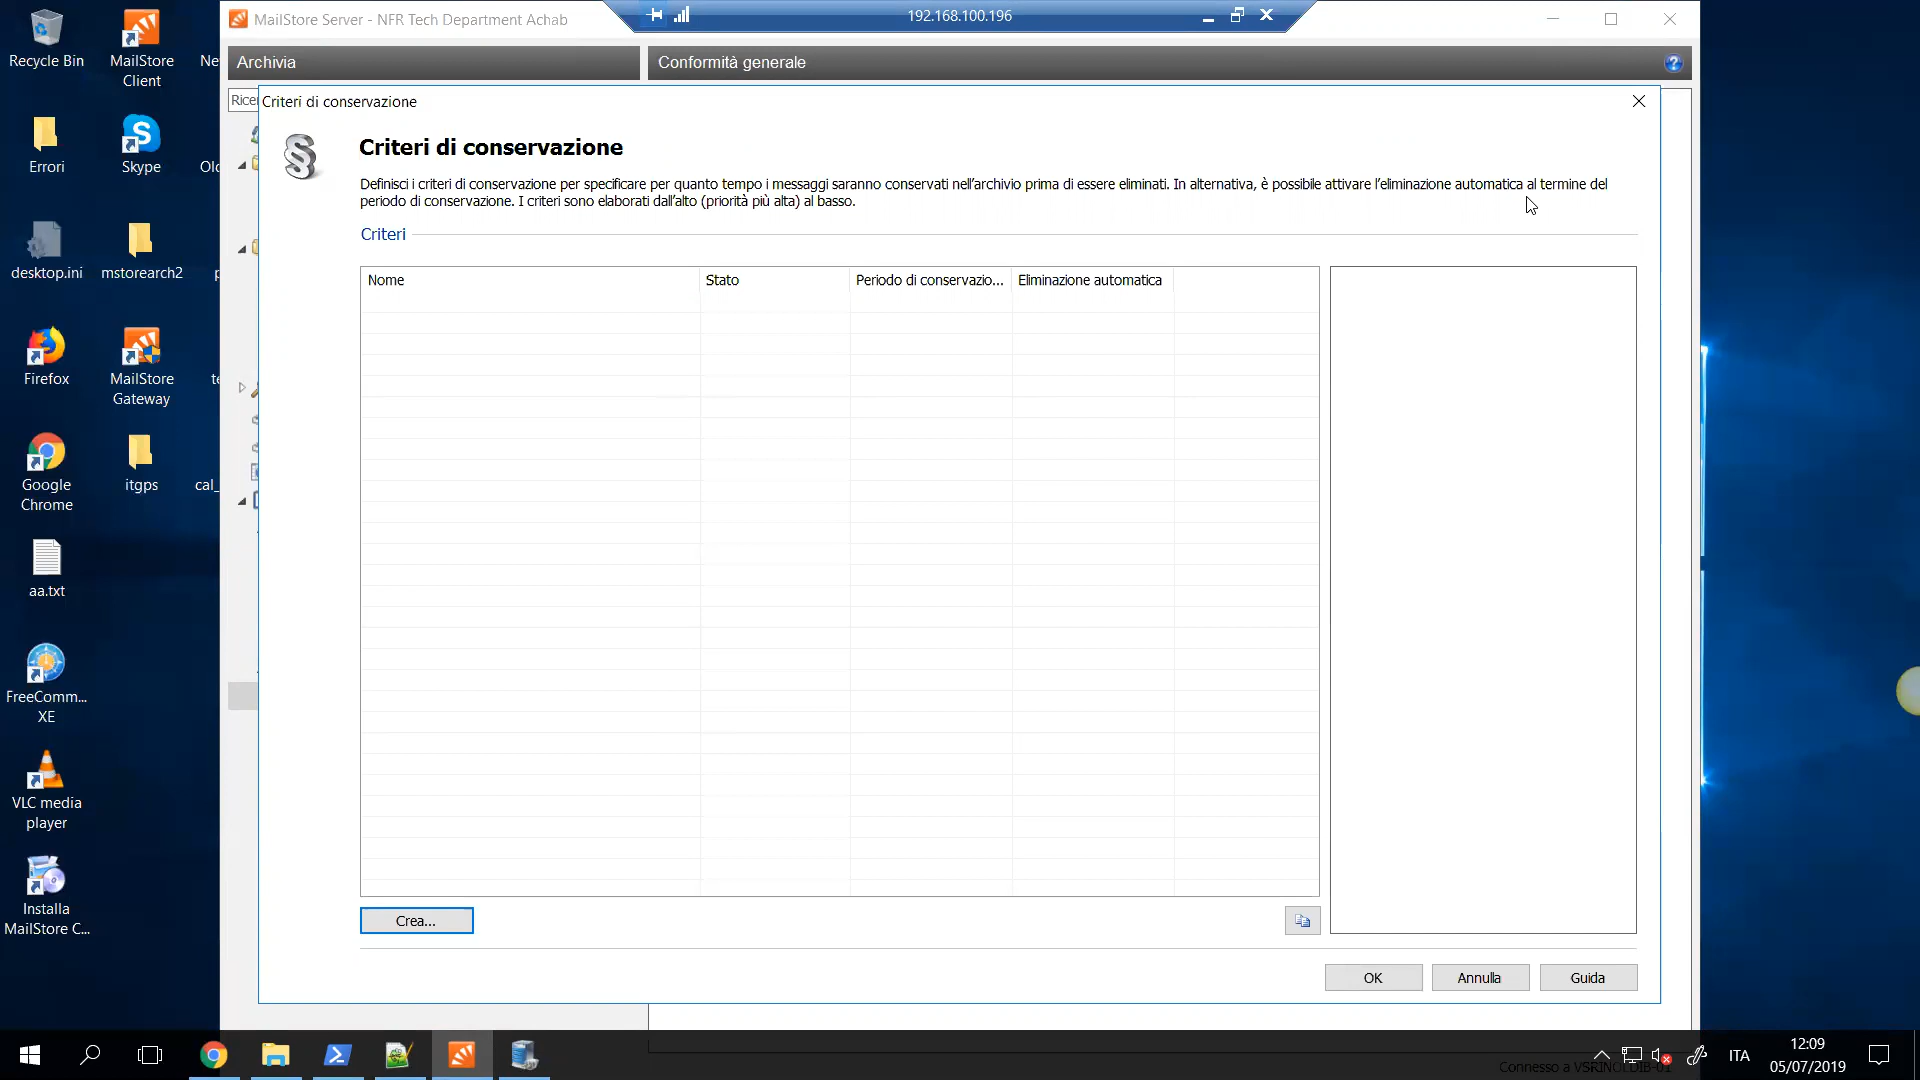 MailStore Server - NFR Tech Department Achab
192.168.100.196
Archivia
Conformità generale
Criteri di conservazione
Criteri di conservazione
Definisci i criteri di conservazione per specificare per quanto tempo i messaggi saranno conservati nell'archivio prima di essere eliminati. In alternativa, è possibile attivare l'eliminazione automatica al termine del
periodo di conservazione. I criteri sono elaborati dall'alto (priorità più alta) al basso.
Criteri
Nome
Stato
Periodo di conservazio...
Eliminazione automatica
Crea...
OK
Annulla
Guida
Recycle Bin
MailStore
Client
Errori
Skype
desktop.ini
mstorearch2
Firefox
MailStore
Gateway
Google
Chrome
itgps
cal_
aa.txt
FreeComm...
XE
VLC media
player
Installa
MailStore C...
ITA
12:09
05/07/2019